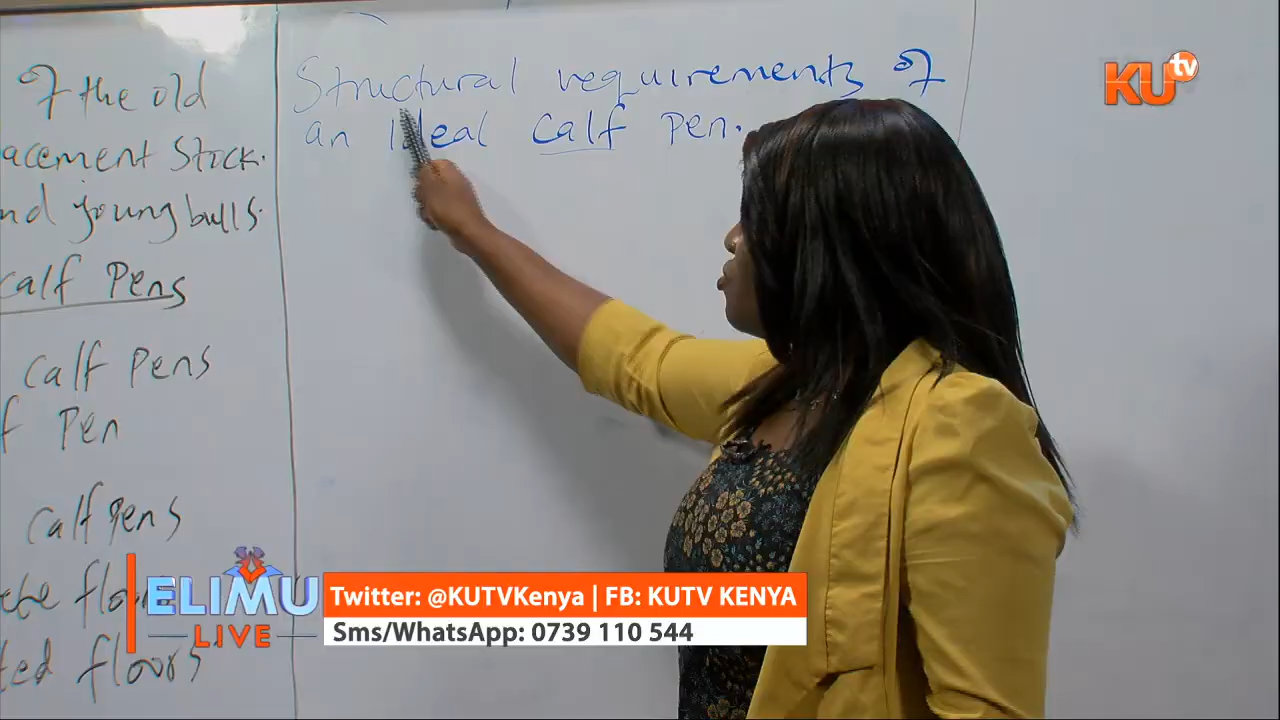 of the old
acement Stock.
nd young bulls.
calf Pens
calf Pens
f Pen
calf Pens
ted floors
Structural requirements of
an Ideal calf Pen.
KU tv
ELIMU
LIVE
Twitter: @KUTVKenya | FB: KUTV KENYA
Sms/WhatsApp: 0739 110 544